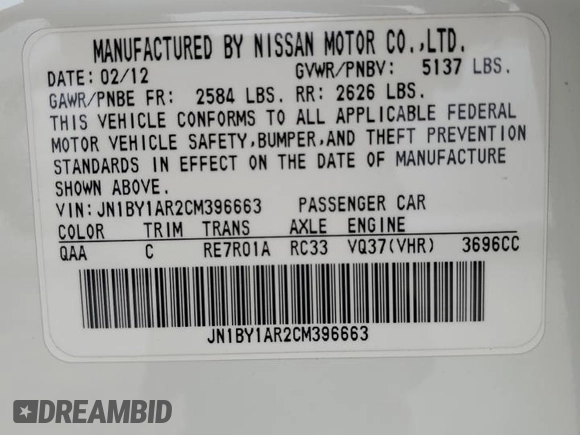 MANUFACTURED BY NISSAN MOTOR CO.,LTD.
DATE: 02/12 GVWR/PNBV: 5137 LBS.
GAWR/PNBE FR: 2584 LBS. RR: 2626 LBS.
THIS VEHICLE CONFORMS TO ALL APPLICABLE FEDERAL
MOTOR VEHICLE SAFETY,BUMPER,AND THEFT PREVENTION
STANDARDS IN EFFECT ON THE DATE OF MANUFACTURE
SHOWN ABOVE.
VIN:JN1BY1AR2CM396663 PASSENGER CAR
COLOR TRIM TRANS AXLE ENGINE
QAA C RE7R01A RC33 VQ37(VHR) 3696CC
JN1BY1AR2CM396663
DREAMBID